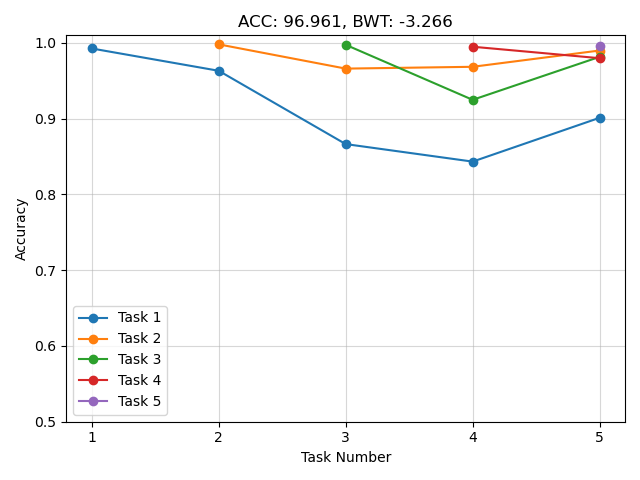 ACC: 96.961, BWT: -3.266
1.0
0.9
0.8
0.7
0.6
0.5
Accuracy
Task 1
Task 2
Task 3
Task 4
Task 5
1 2 3 4 5
Task Number